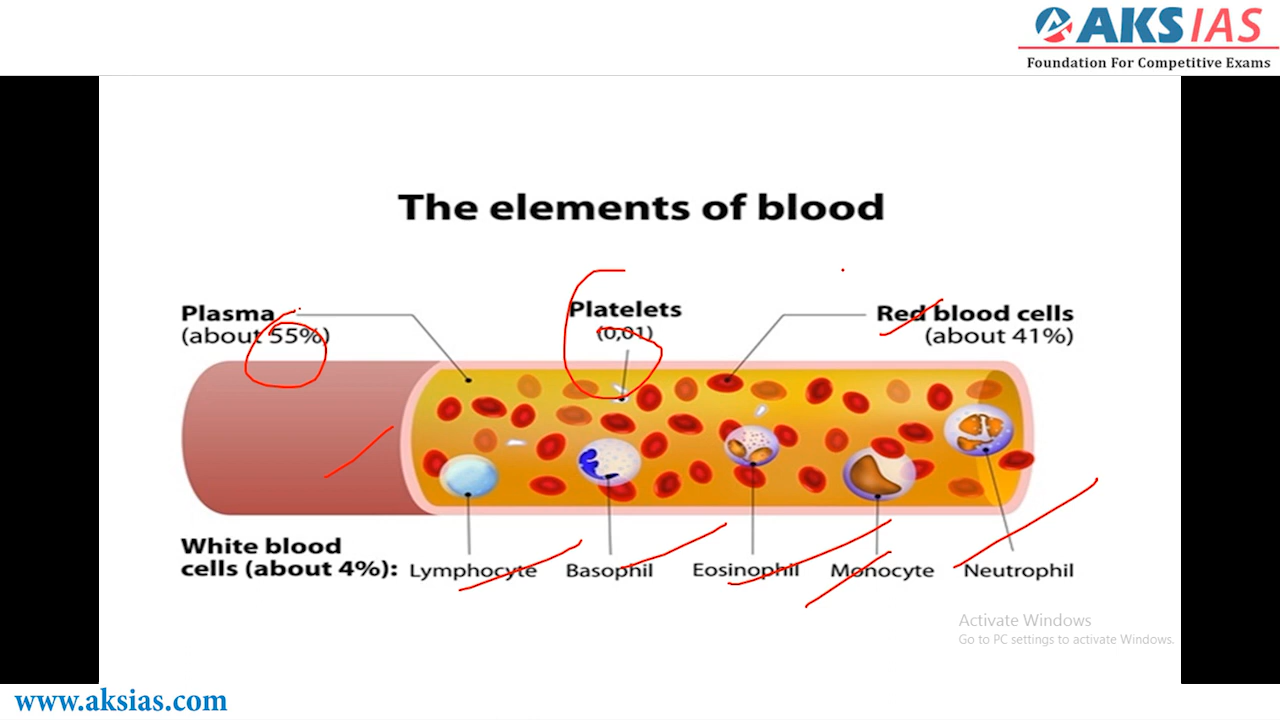 AKS IAS
Foundation For Competitive Exams
The elements of blood
Plasma
(about 55%)
Platelets
(0,01)
Red blood cells
(about 41%)
White blood
cells (about 4%):
Lymphocyte
Basophil
Eosinophil
Monocyte
Neutrophil
Activate Windows
Go to PC settings to activate Windows.
www.aksias.com